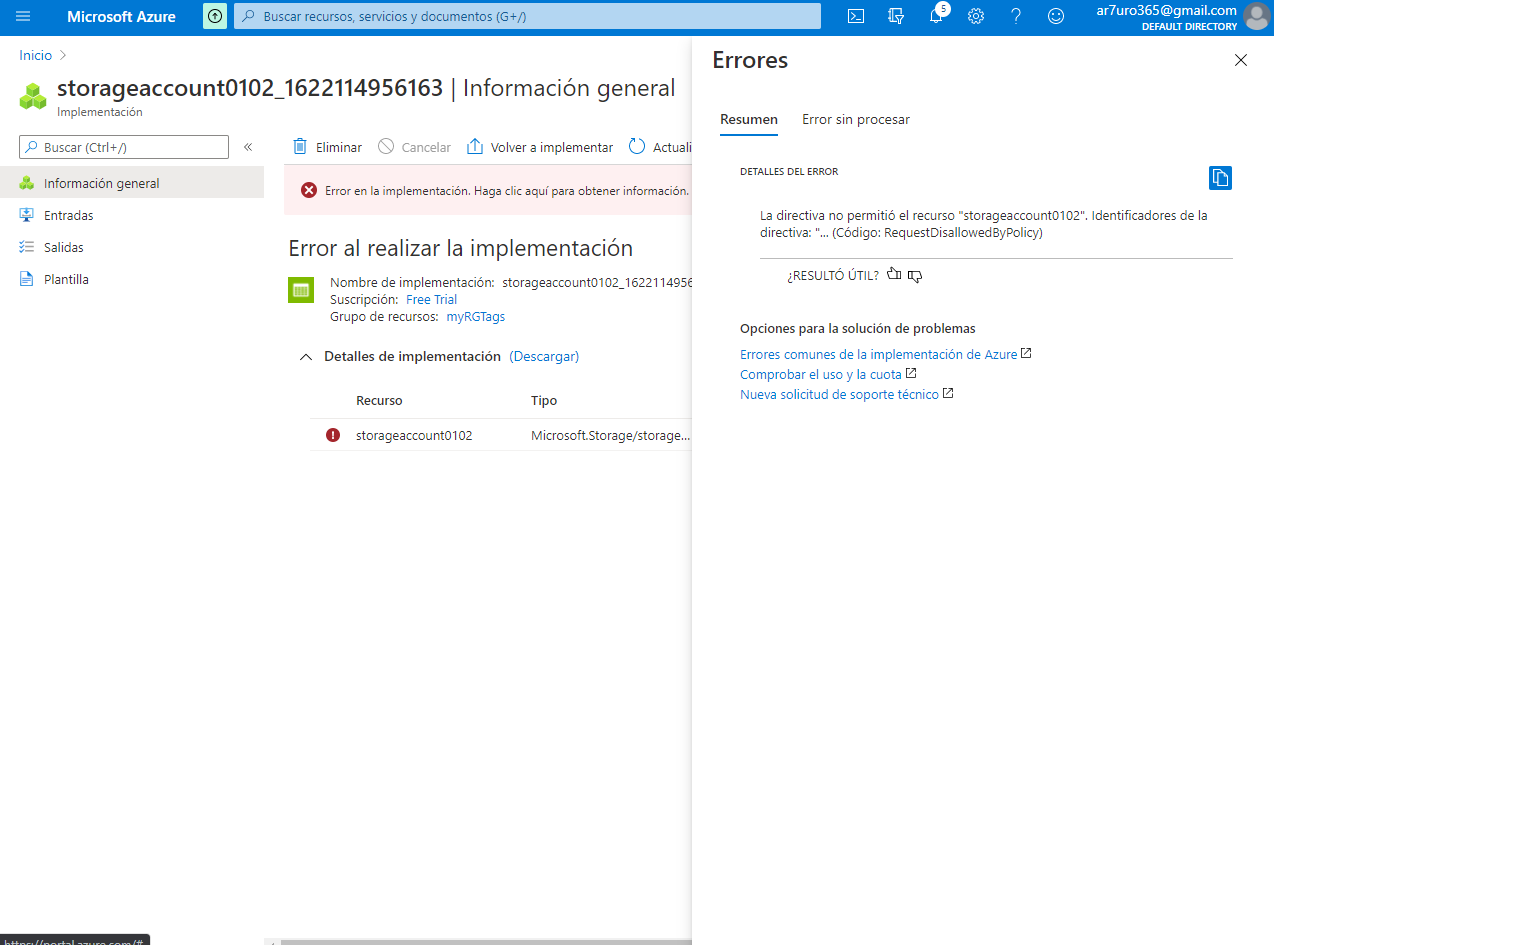 Microsoft Azure
Buscar recursos, servicios y documentos (G+/)
5
ar7uro365@gmail.com
DEFAULT DIRECTORY
Inicio
storageaccount0102_1622114956163 | Información general
Implementación
Buscar (Ctrl+/)
«
Información general
Entradas
Salidas
Plantilla
Eliminar
Cancelar
Volver a implementar
Actuali
Error en la implementación. Haga clic aquí para obtener información.
Error al realizar la implementación
Nombre de implementación: storageaccount0102_1622114956
Suscripción: Free Trial
Grupo de recursos: myRGTags
Detalles de implementación (Descargar)
Recurso Tipo
storageaccount0102 Microsoft.Storage/storage...
Errores
Resumen Error sin procesar
DETALLES DEL ERROR
La directiva no permitió el recurso "storageaccount0102". Identificadores de la
directiva: "... (Código: RequestDisallowedByPolicy)
¿RESULTÓ ÚTIL?
Opciones para la solución de problemas
Errores comunes de la implementación de Azure
Comprobar el uso y la cuota
Nueva solicitud de soporte técnico
https://portal.azure.com/#